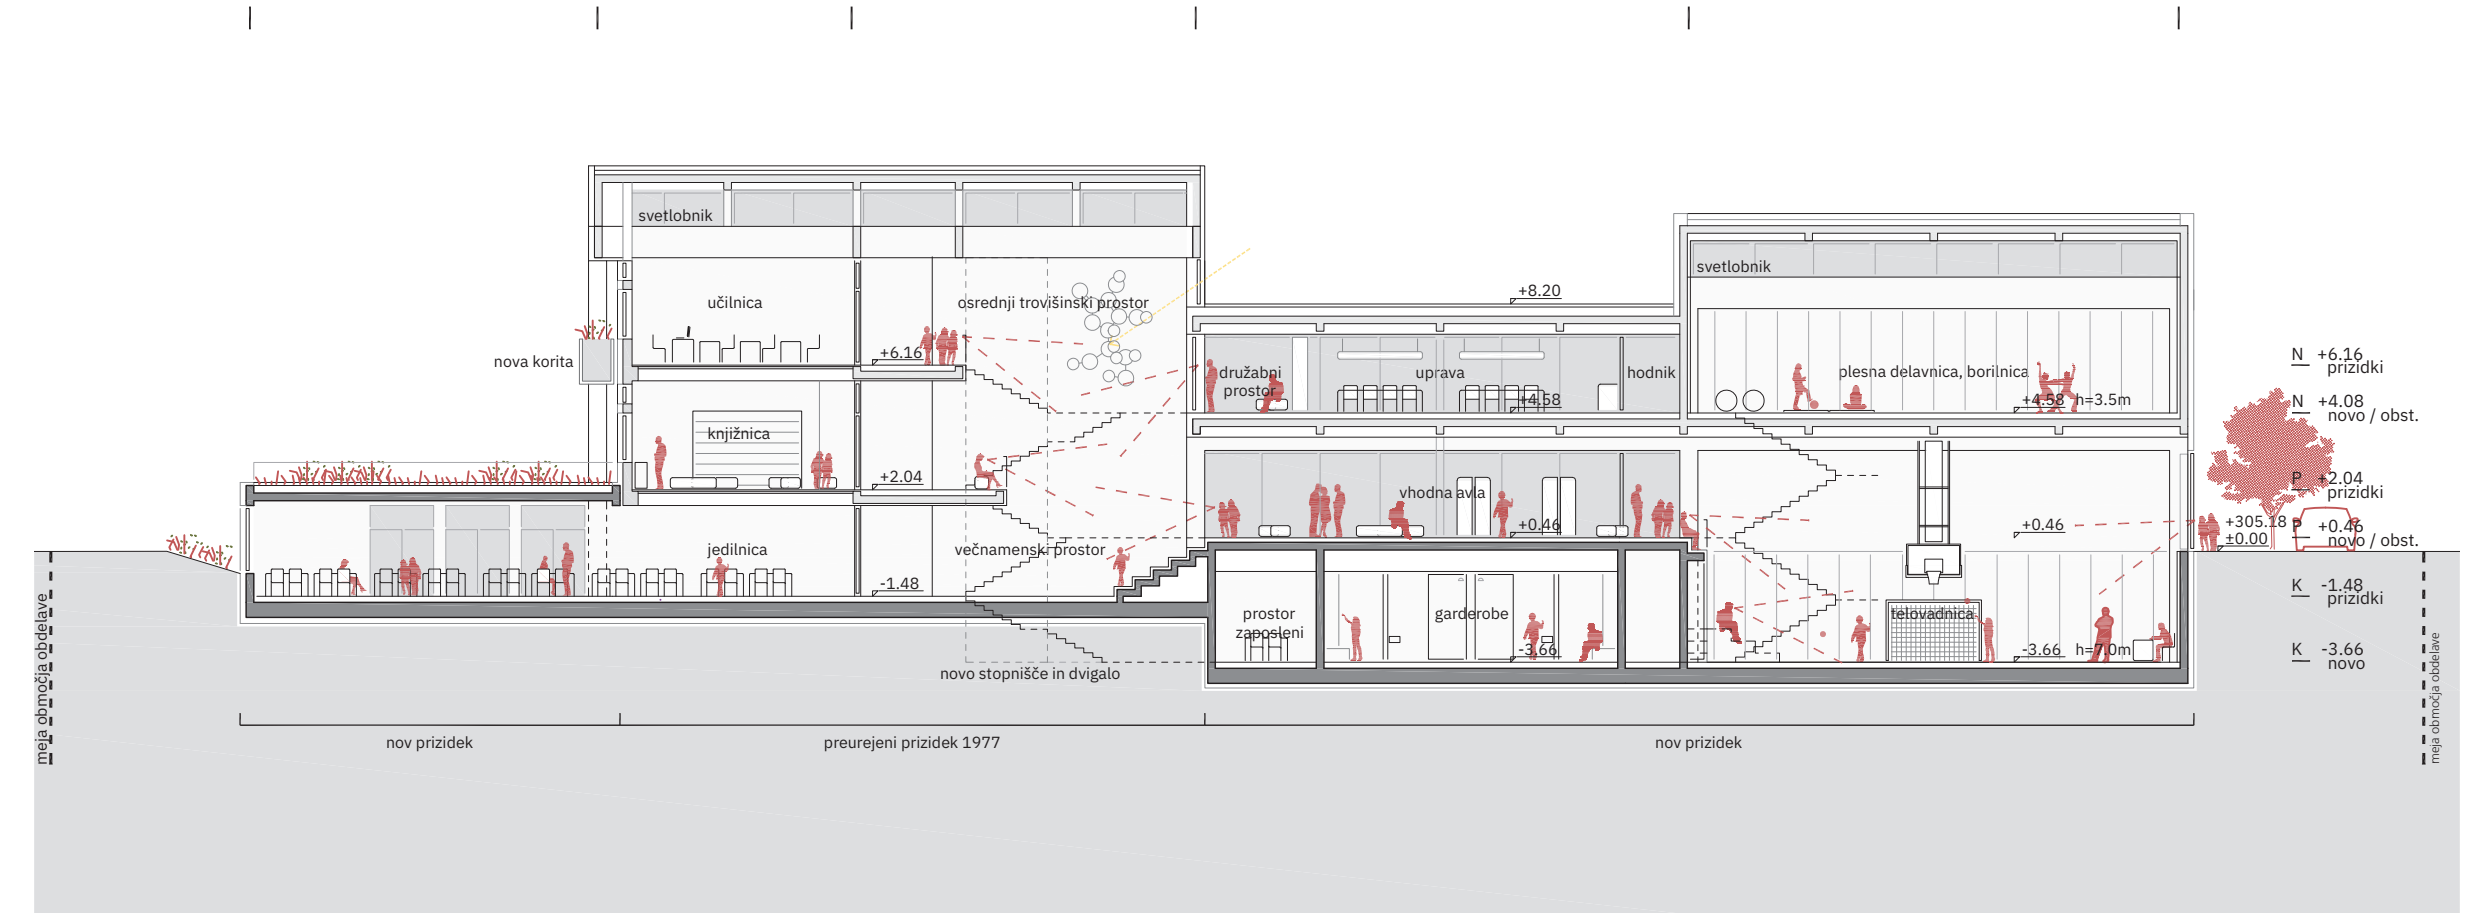 svetlobnik
svetlobnik
+8.20
učilnica
osrednji trovišinski prostor
nova korita
+6.16
družabni
prostor
uprava
hodnik
plesna delavnica, borilnica
+4.58
+4.58 h=3.5m
N +6.16
prizidki
N +4.08
novo / obst.
knjižnica
+2.04
vhodna avla
P +2.04
prizidki
+0.46
+0.46
+305.18
±0.00
P +0.46
novo / obst.
jedilnica
večnamenski prostor
-1.48
K -1.48
prizidki
prostor
zaposleni
garderobe
telovadnica
-3.66
-3.66 h=7.0m
K -3.66
novo
novo stopnišče in dvigalo
meja območja obdelave
meja območja obdelave
nov prizidek
preurejeni prizidek 1977
nov prizidek